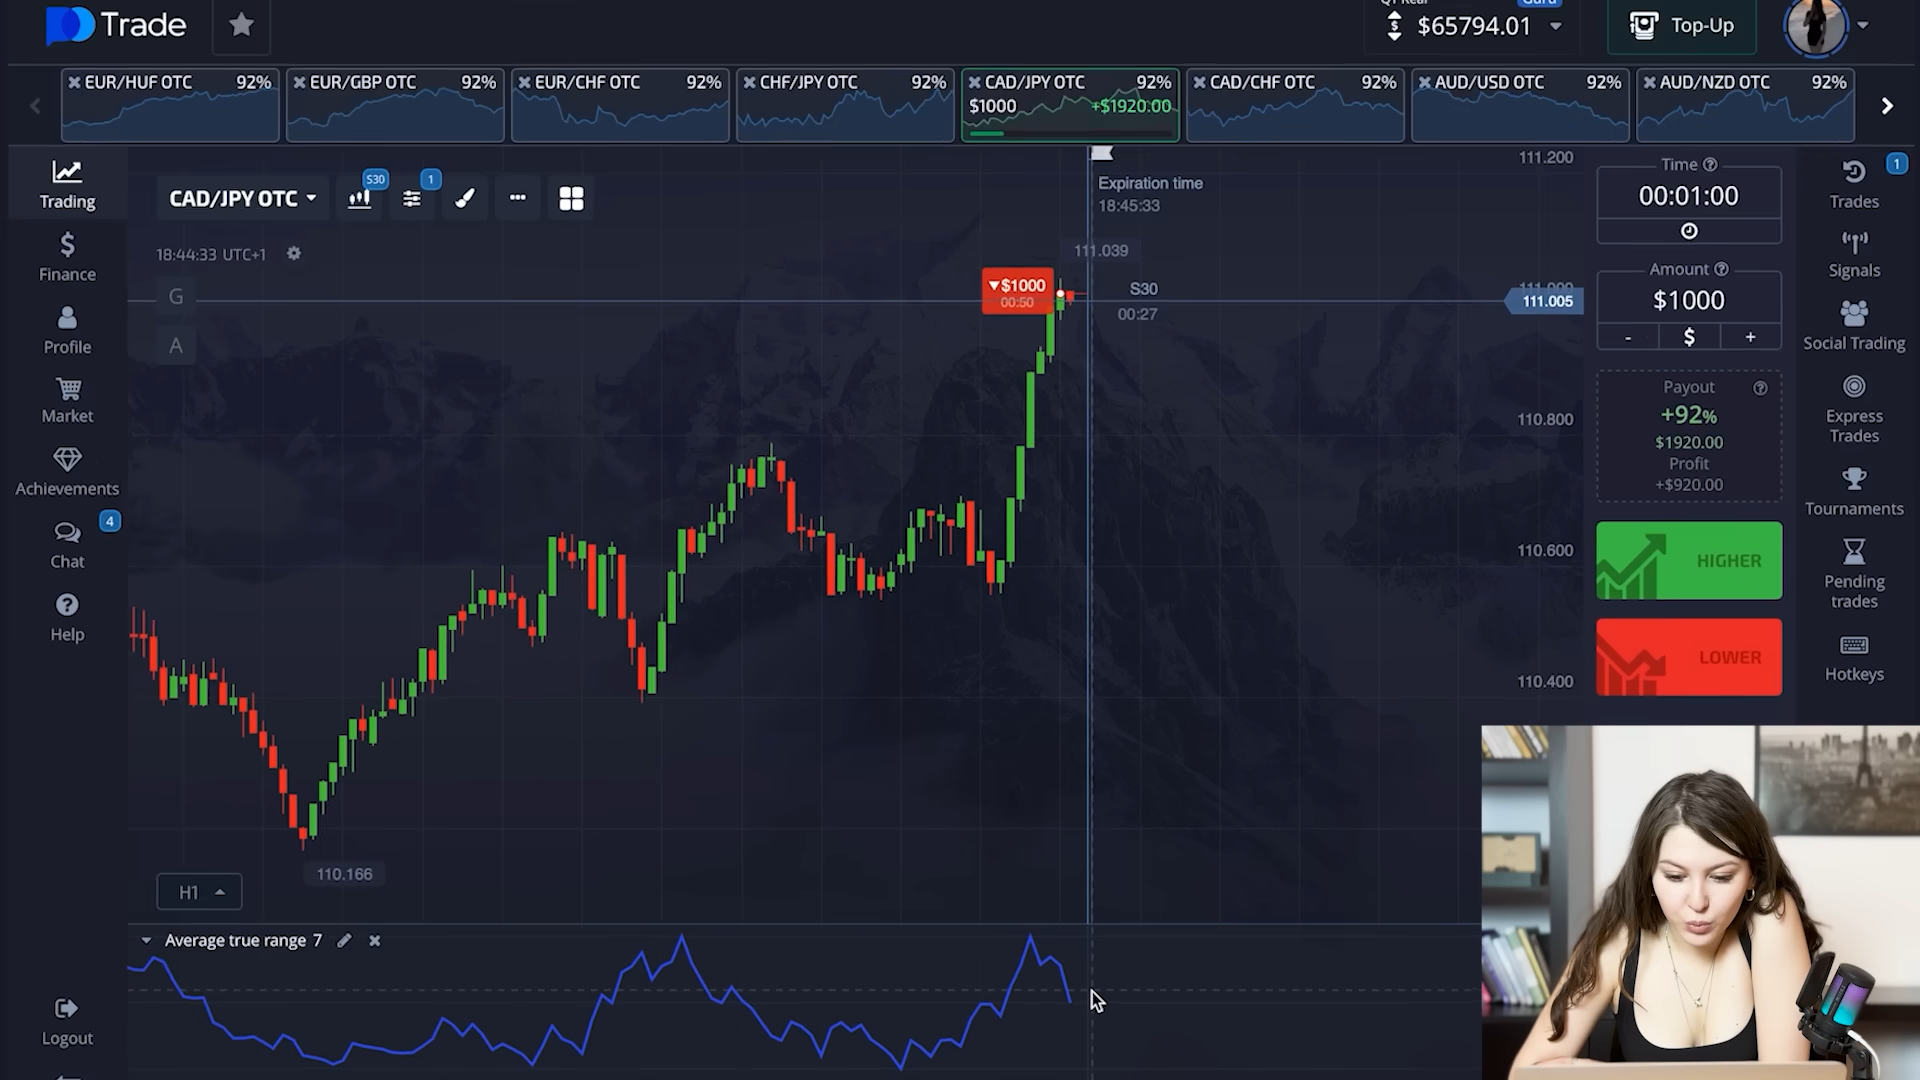 Trade
QT Real
Guru
$65794.01
Top-Up
EUR/HUF OTC 92%
EUR/GBP OTC 92%
EUR/CHF OTC 92%
CHF/JPY OTC 92%
CAD/JPY OTC 92%
$1000 +$1920.00
CAD/CHF OTC 92%
AUD/USD OTC 92%
AUD/NZD OTC 92%
Trading
Finance
Profile
Market
Achievements
4
Chat
Help
Logout
CAD/JPY OTC
S30
1
18:44:33 UTC+1
G
A
Expiration time
18:45:33
111.039
▼$1000
00:50
S30
00:27
111.200
111.005
110.800
110.600
110.400
110.166
H1
Average true range 7
Time
00:01:00
Amount
$1000
- $ +
Payout
+92%
$1920.00
Profit
+$920.00
HIGHER
LOWER
1
Trades
Signals
Social Trading
Express
Trades
Tournaments
Pending
trades
Hotkeys